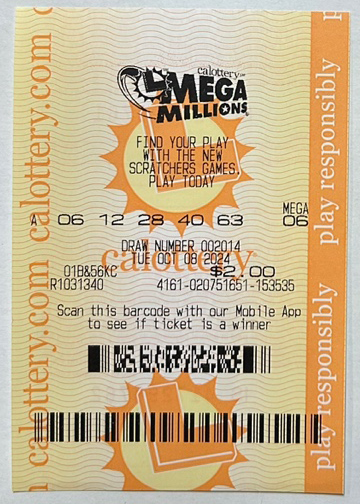 calottery
MEGA
MILLIONS
FIND YOUR PLAY
WITH THE NEW
SCRATCHERS GAMES.
PLAY TODAY
MEGA
A 06 12 28 40 63 06
DRAW NUMBER 002014
TUE OCT 08 2024
calottery
01B&56KC $2.00
R1031340 4161-020751651-153535
Scan this barcode with our Mobile App
to see if ticket is a winner
calottery.com calottery.com
play responsibly play responsibly